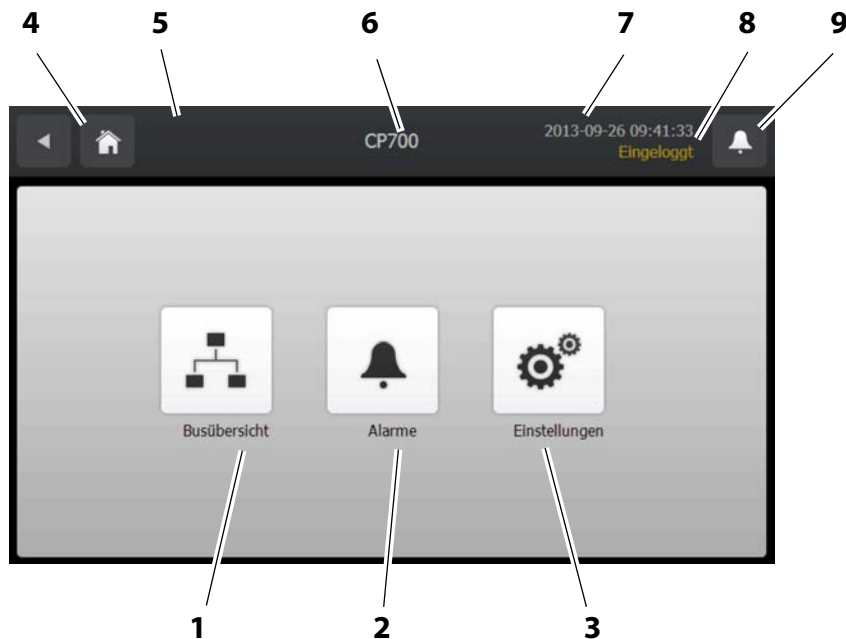 4 5 6 7 8 9
CP700
2013-09-26 09:41:33
Eingeloggt
Busübersicht Alarme Einstellungen
1 2 3